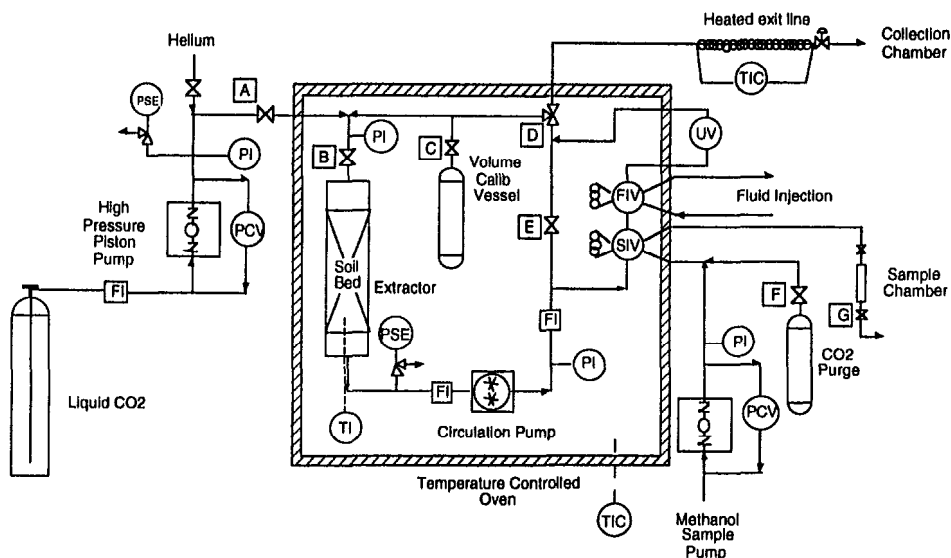 Heated exit line
Collection
Chamber
TIC
Helium
A
PSE
PI
PI
B
C
D
UV
Volume
Calib
Vessel
FIV
Fluid Injection
High
Pressure
Piston
Pump
PCV
E
SIV
Soil
Bed
Extractor
Sample
Chamber
FI
F
G
PSE
FI
PI
PI
CO2
Purge
Liquid CO2
FI
PCV
TI
Circulation Pump
Temperature Controlled
Oven
TIC
Methanol
Sample
Pump